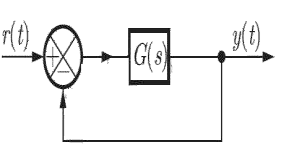 r(t)
+
−
G(s)
y(t)